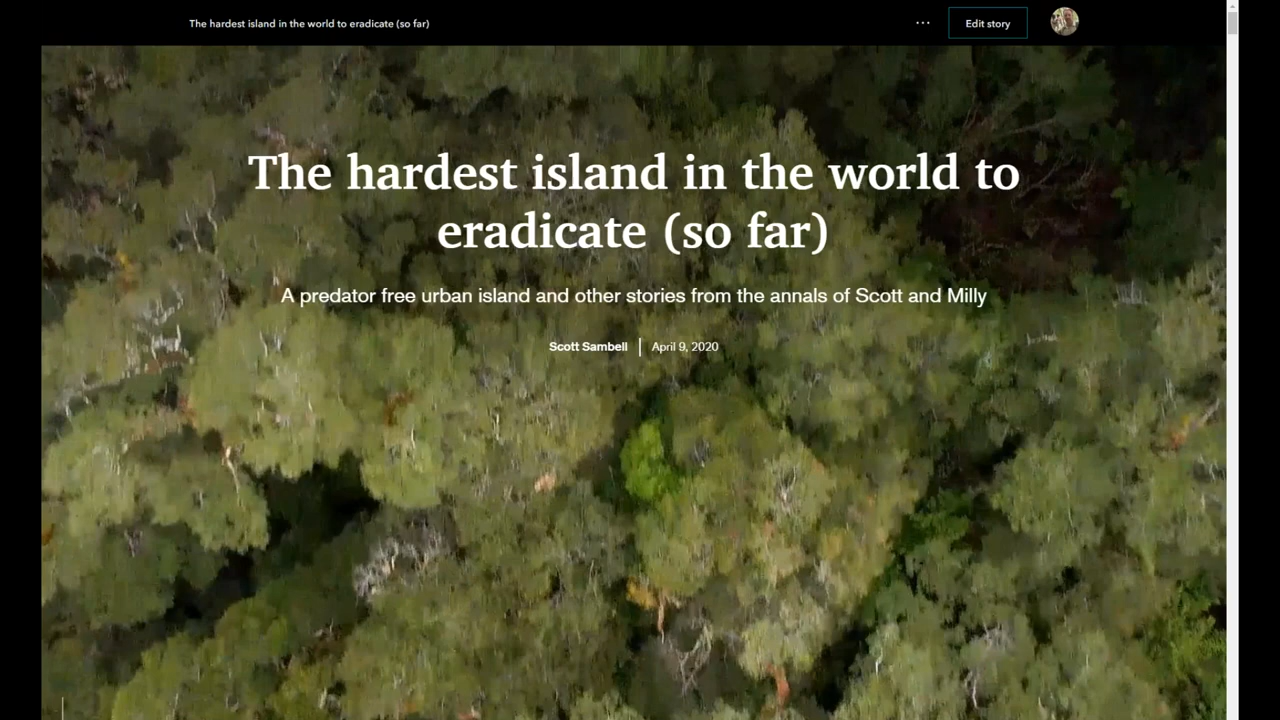 The hardest island in the world to eradicate (so far)
... Edit story
The hardest island in the world to
eradicate (so far)
A predator free urban island and other stories from the annals of Scott and Milly
Scott Sambell | April 9, 2020